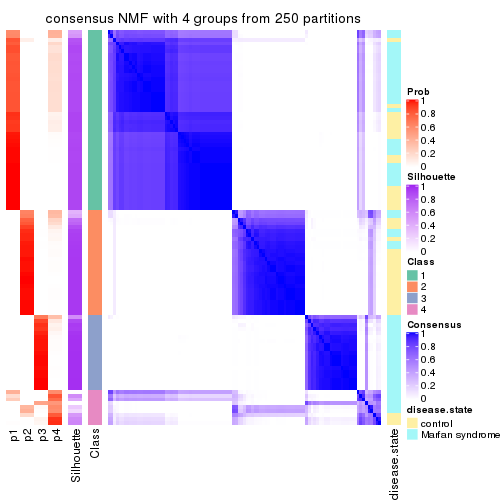 consensus NMF with 4 groups from 250 partitions
Prob
1
0.8
0.6
0.4
0.2
0
Silhouette
1
0.8
0.6
0.4
0.2
0
Class
1
2
3
4
Consensus
1
0.8
0.6
0.4
0.2
0
disease.state
control
Marfan syndrome
p1
p2
p3
p4
Silhouette
Class
disease.state